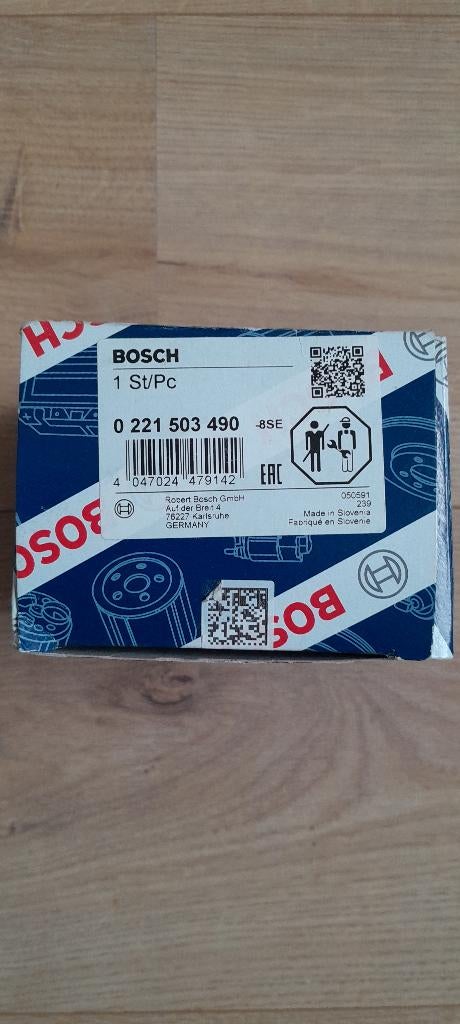 BOSCH
BOSCH
1 St/Pc
0 221 503 490 -8SE
4 047024 479142
EAC
Robert Bosch GmbH
Auf der Breit 4
76227 Karlsruhe
GERMANY
050591
239
Made in Slovenia
Fabriqué en Slovénie
BOSCH
BOSCH